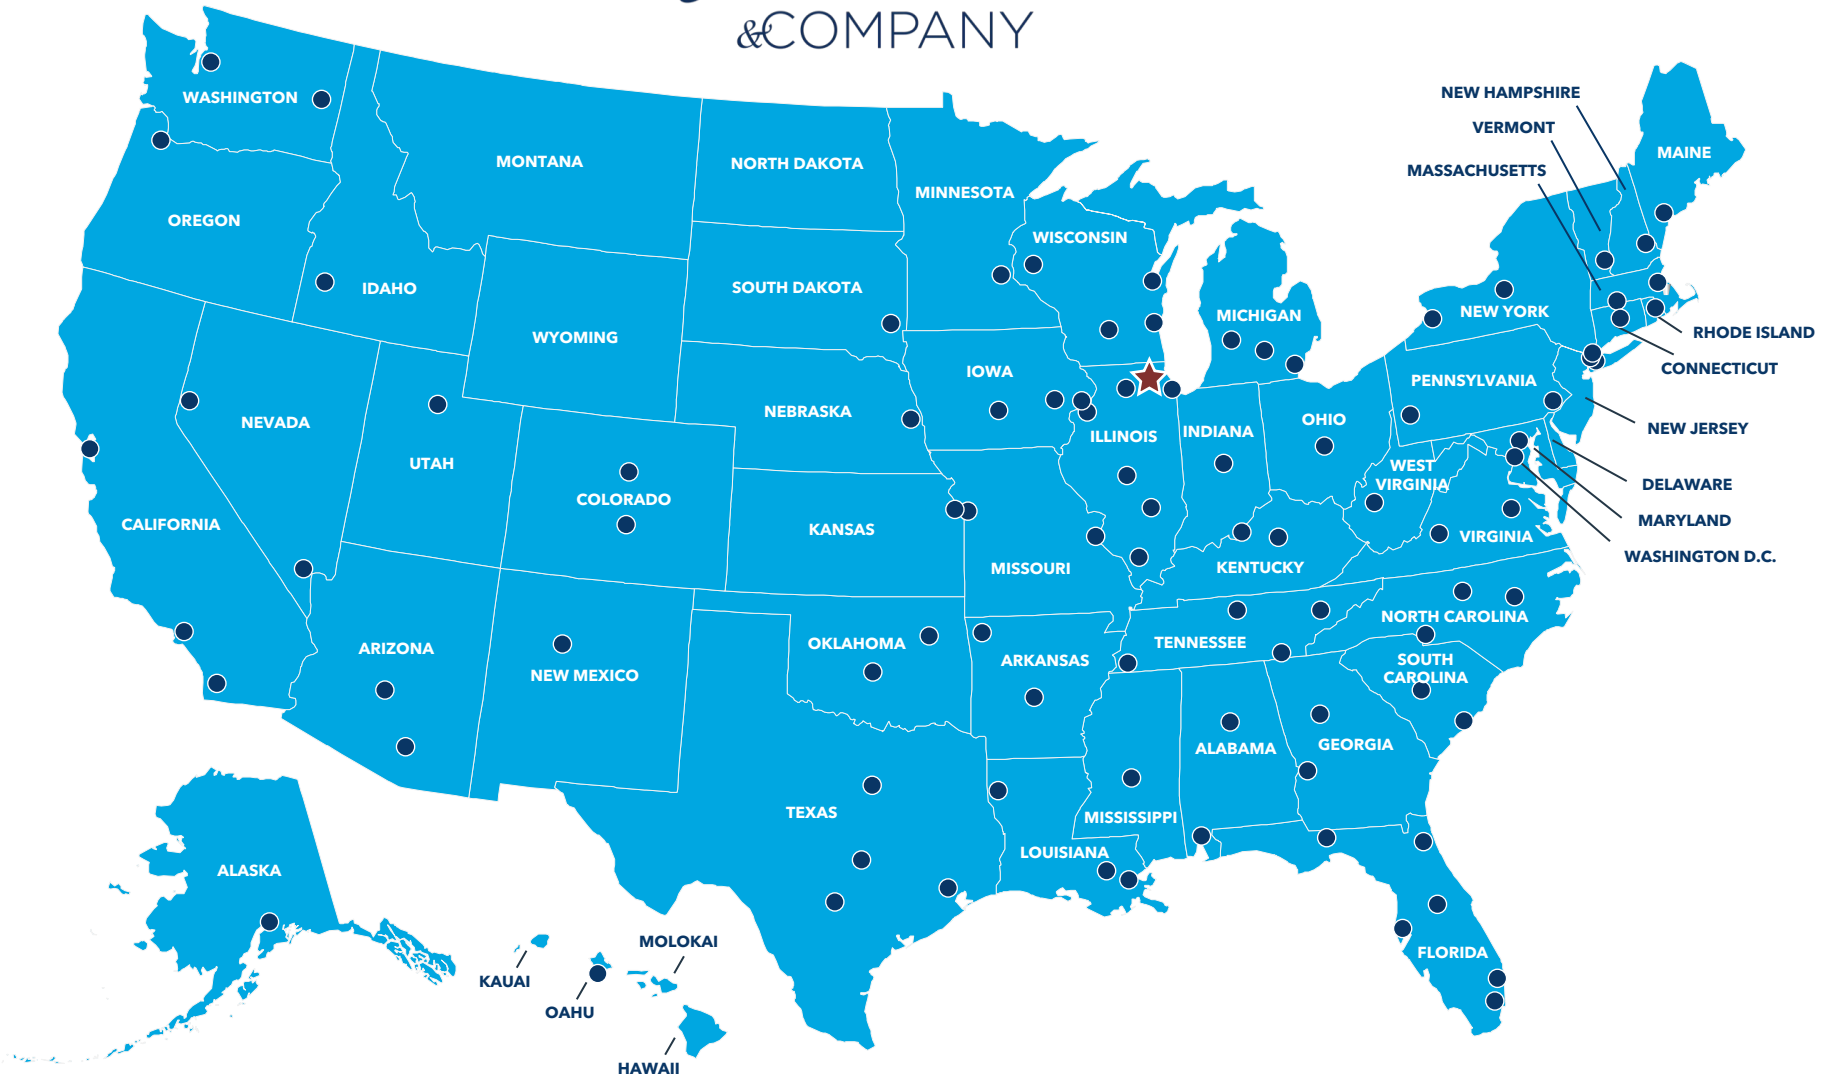 &COMPANY
WASHINGTON
MONTANA
NORTH DAKOTA
MINNESOTA
NEW HAMPSHIRE
VERMONT
MASSACHUSETTS
MAINE
OREGON
IDAHO
SOUTH DAKOTA
WISCONSIN
MICHIGAN
NEW YORK
RHODE ISLAND
CONNECTICUT
WYOMING
IOWA
PENNSYLVANIA
NEW JERSEY
NEVADA
UTAH
NEBRASKA
ILLINOIS
INDIANA
OHIO
WEST
VIRGINIA
DELAWARE
MARYLAND
WASHINGTON D.C.
CALIFORNIA
COLORADO
KANSAS
MISSOURI
KENTUCKY
VIRGINIA
ARIZONA
NEW MEXICO
OKLAHOMA
ARKANSAS
TENNESSEE
NORTH CAROLINA
SOUTH
CAROLINA
TEXAS
LOUISIANA
MISSISSIPPI
ALABAMA
GEORGIA
FLORIDA
ALASKA
KAUAI
OAHU
MOLOKAI
HAWAII